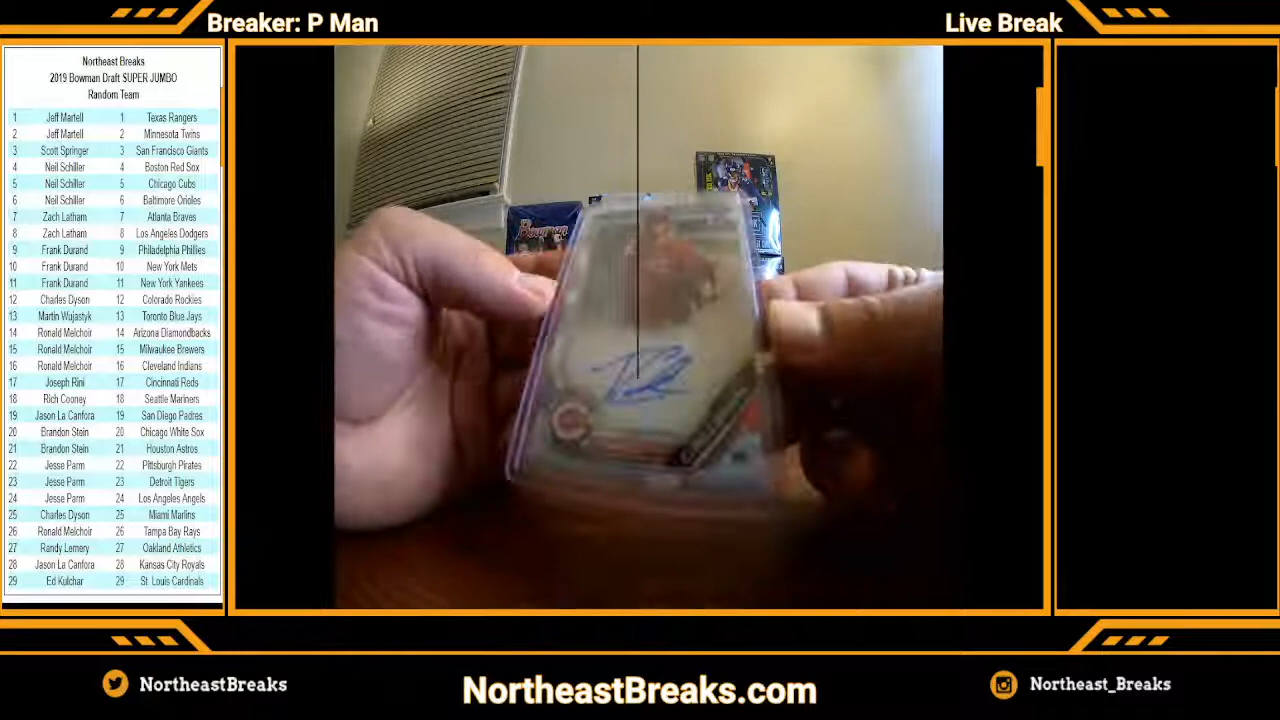 Breaker: P Man
Live Break
Northeast Breaks
2019 Bowman Draft SUPER JUMBO
Random Team
1 Jeff Martell 1 Texas Rangers
2 Jeff Martell 2 Minnesota Twins
3 Scott Springer 3 San Francisco Giants
4 Neil Schiller 4 Boston Red Sox
5 Neil Schiller 5 Chicago Cubs
6 Neil Schiller 6 Baltimore Orioles
7 Zach Latham 7 Atlanta Braves
8 Zach Latham 8 Los Angeles Dodgers
9 Frank Durand 9 Philadelphia Phillies
10 Frank Durand 10 New York Mets
11 Frank Durand 11 New York Yankees
12 Charles Dyson 12 Colorado Rockies
13 Martin Wujastyk 13 Toronto Blue Jays
14 Ronald Melchoir 14 Arizona Diamondbacks
15 Ronald Melchoir 15 Milwaukee Brewers
16 Ronald Melchoir 16 Cleveland Indians
17 Joseph Rini 17 Cincinnati Reds
18 Rich Cooney 18 Seattle Mariners
19 Jason La Canfora 19 San Diego Padres
20 Brandon Stein 20 Chicago White Sox
21 Brandon Stein 21 Houston Astros
22 Jesse Parm 22 Pittsburgh Pirates
23 Jesse Parm 23 Detroit Tigers
24 Jesse Parm 24 Los Angeles Angels
25 Charles Dyson 25 Miami Marlins
26 Ronald Melchoir 26 Tampa Bay Rays
27 Randy Lemery 27 Oakland Athletics
28 Jason La Canfora 28 Kansas City Royals
29 Ed Kulchar 29 St. Louis Cardinals
Bowman
NortheastBreaks
NortheastBreaks.com
Northeast_Breaks